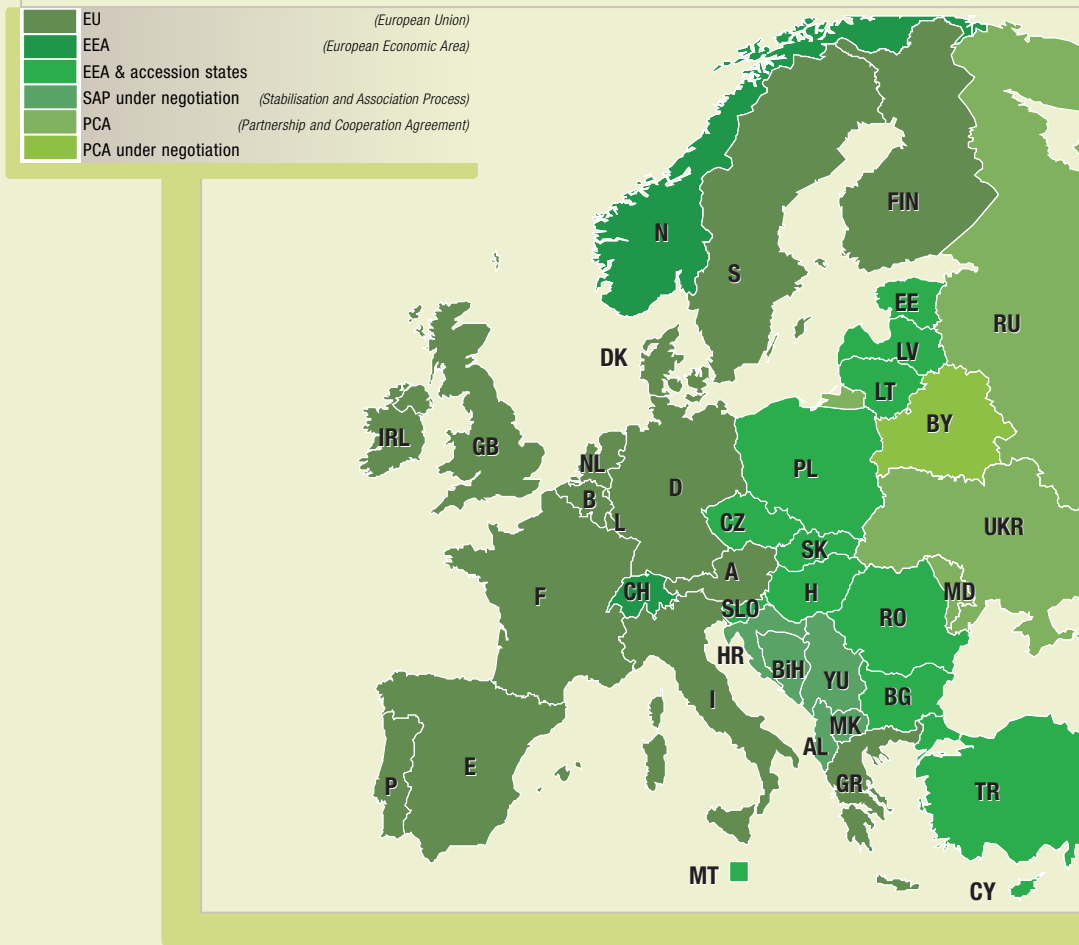 EU (European Union)
EEA (European Economic Area)
EEA & accession states
SAP under negotiation (Stabilisation and Association Process)
PCA (Partnership and Cooperation Agreement)
PCA under negotiation
FIN
N
S
EE
RU
LV
DK
LT
BY
IRL
GB
NL
PL
D
B
L
CZ
UKR
SK
A
CH
H
MD
F
SLO
RO
HR
BiH
YU
I
BG
MK
AL
E
P
GR
TR
MT
CY